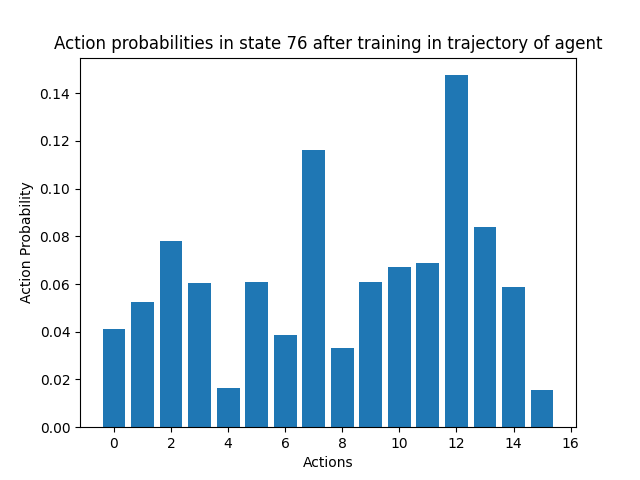 Action probabilities in state 76 after training in trajectory of agent
0.14
0.12
0.10
0.08
0.06
0.04
0.02
0.00
Action Probability
0 2 4 6 8 10 12 14 16
Actions